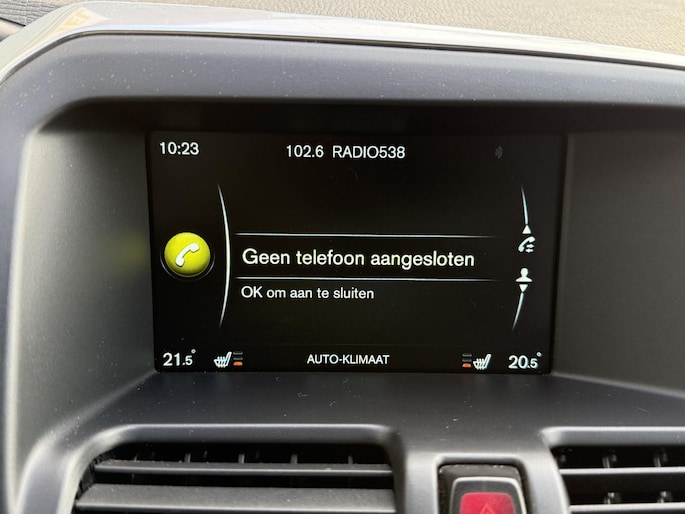 10:23 102.6 RADIO538
Geen telefoon aangesloten
OK om aan te sluiten
21.5° AUTO-KLIMAAT 20.5°